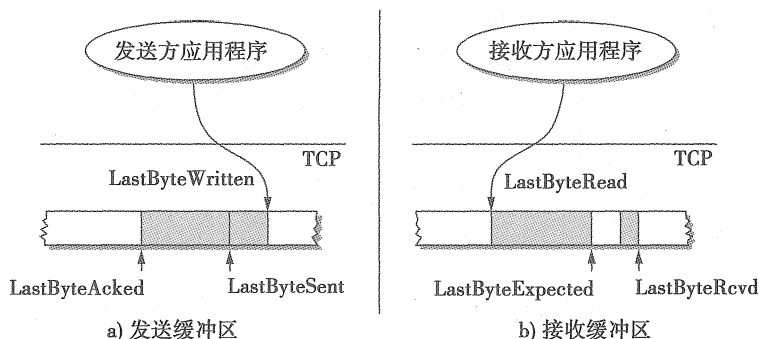 发送方应用程序
TCP
LastByteWritten
LastByteAcked
LastByteSent
a) 发送缓冲区
接收方应用程序
TCP
LastByteRead
LastByteExpected
LastByteRcvd
b) 接收缓冲区